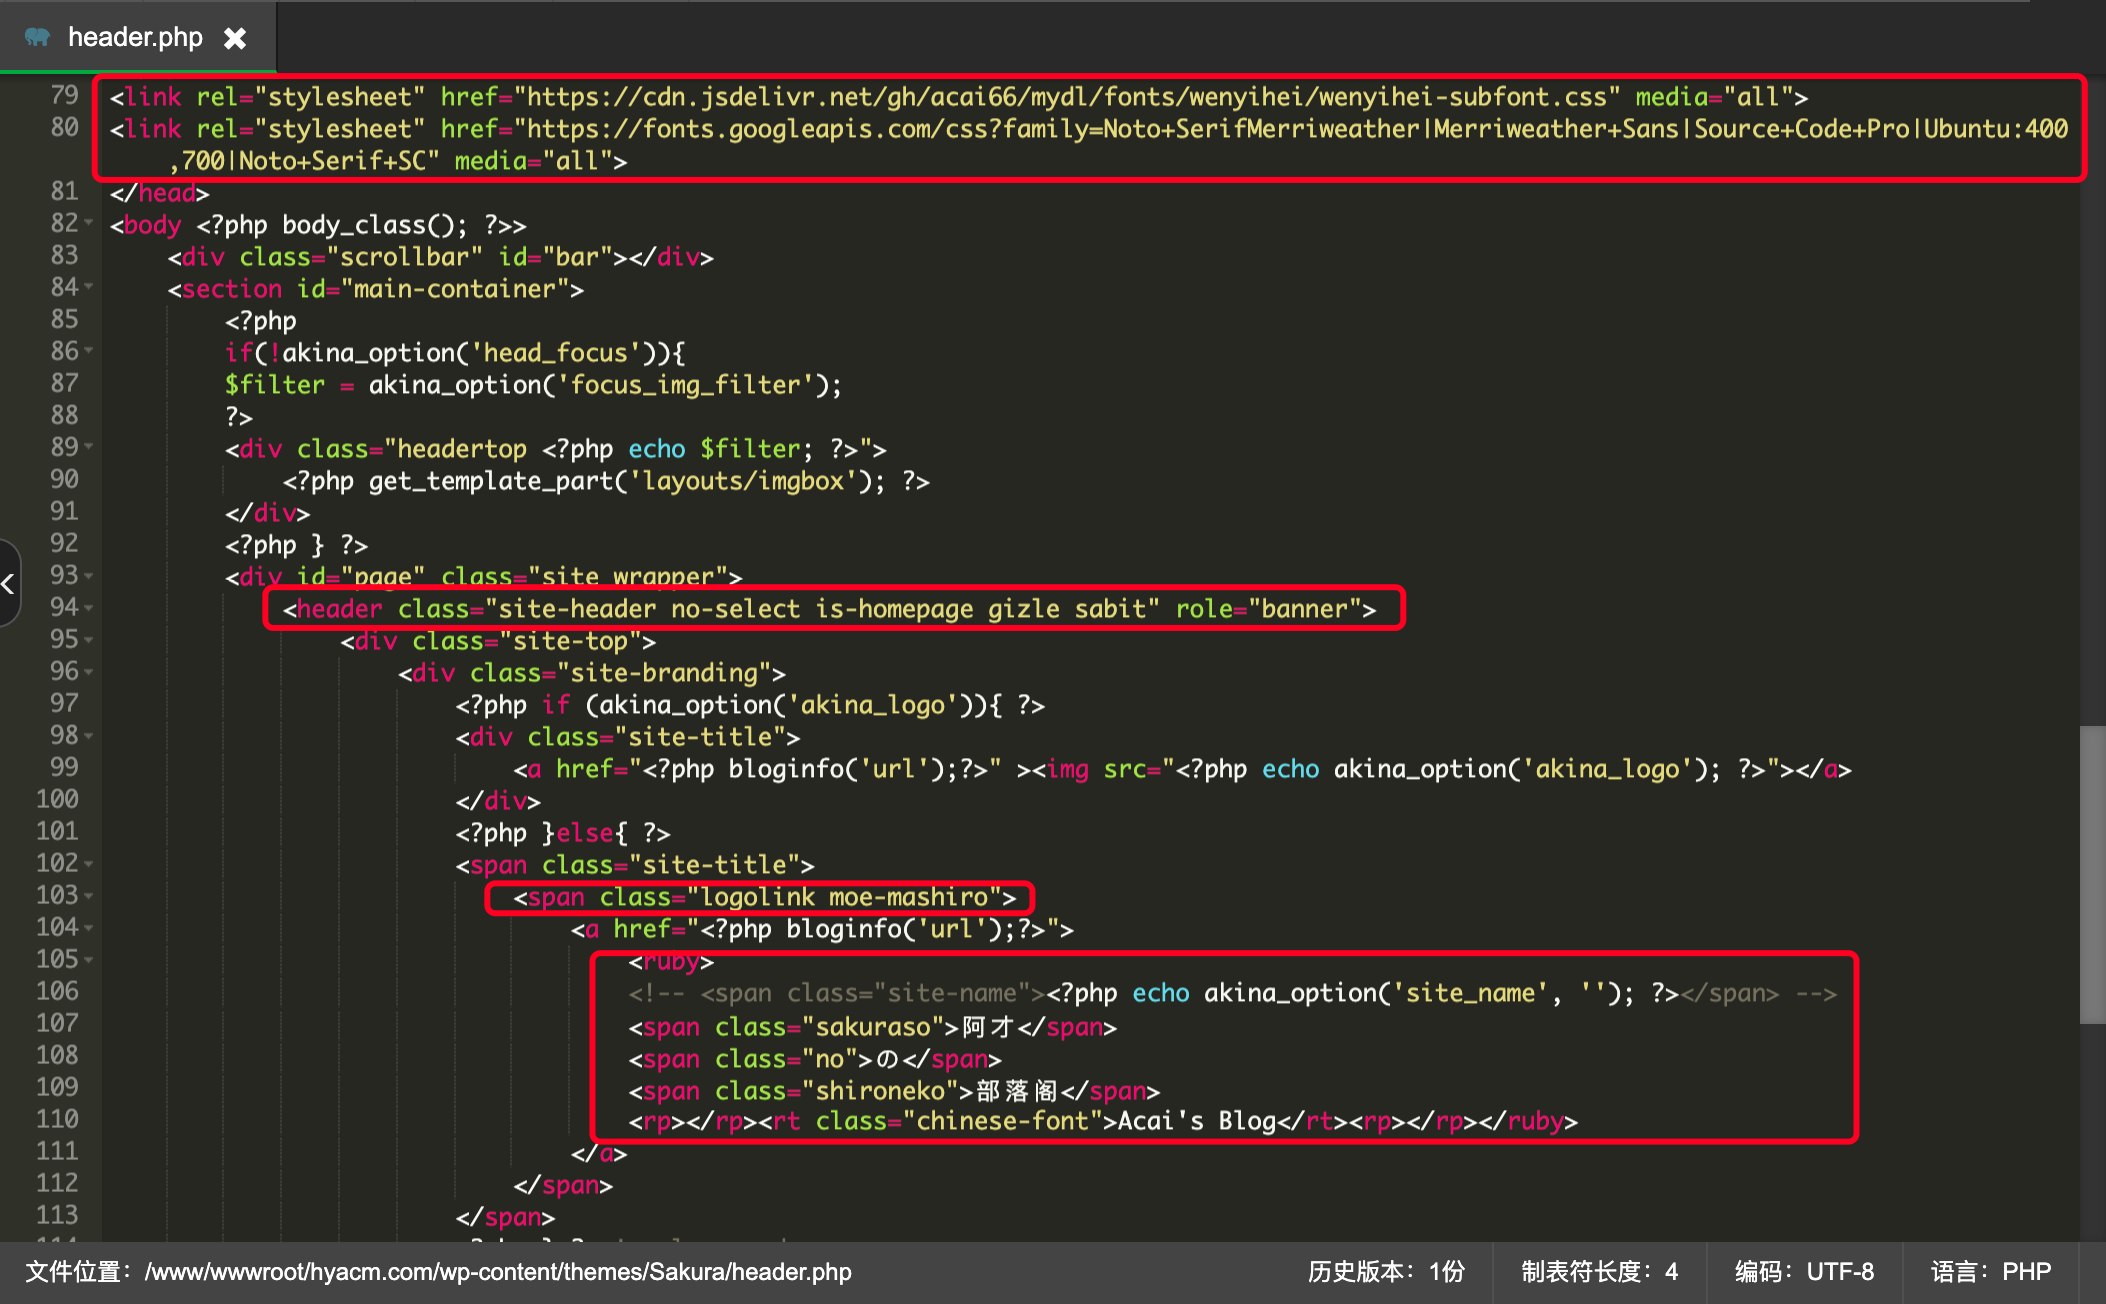 header.php
79 <link rel="stylesheet" href="https://cdn.jsdelivr.net/gh/acai66/mydl/fonts/wenyihei/wenyihei-subfont.css" media="all">
80 <link rel="stylesheet" href="https://fonts.googleapis.com/css?family=Noto+SerifMerriweather|Merriweather+Sans|Source+Code+Pro|Ubuntu:400
,700|Noto+Serif+SC" media="all">
81 </head>
82 <body <?php body_class(); ?>>
83 <div class="scrollbar" id="bar"></div>
84 <section id="main-container">
85 <?php
86 if(!akina_option('head_focus')){
87 $filter = akina_option('focus_img_filter');
88 ?>
89 <div class="headertop <?php echo $filter; ?>">
90 <?php get_template_part('layouts/imgbox'); ?>
91 </div>
92 <?php } ?>
93 <div id="page" class="site wrapper">
94 <header class="site-header no-select is-homepage gizle sabit" role="banner">
95 <div class="site-top">
96 <div class="site-branding">
97 <?php if (akina_option('akina_logo')){ ?>
98 <div class="site-title">
99 <a href="<?php bloginfo('url');?>" ><img src="<?php echo akina_option('akina_logo'); ?>"></a>
100 </div>
101 <?php }else{ ?>
102 <span class="site-title">
103 <span class="logolink moe-mashiro">
104 <a href="<?php bloginfo('url');?>">
105 <ruby>
106 <!-- <span class="site-name"><?php echo akina_option('site_name', ''); ?></span> -->
107 <span class="sakuraso">阿才</span>
108 <span class="no">の</span>
109 <span class="shironeko">部落阁</span>
110 <rp></rp><rt class="chinese-font">Acai's Blog</rt><rp></rp></ruby>
111 </a>
112 </span>
113 </span>
文件位置：/www/wwwroot/hyacm.com/wp-content/themes/Sakura/header.php 历史版本：1份 制表符长度：4 编码：UTF-8 语言：PHP